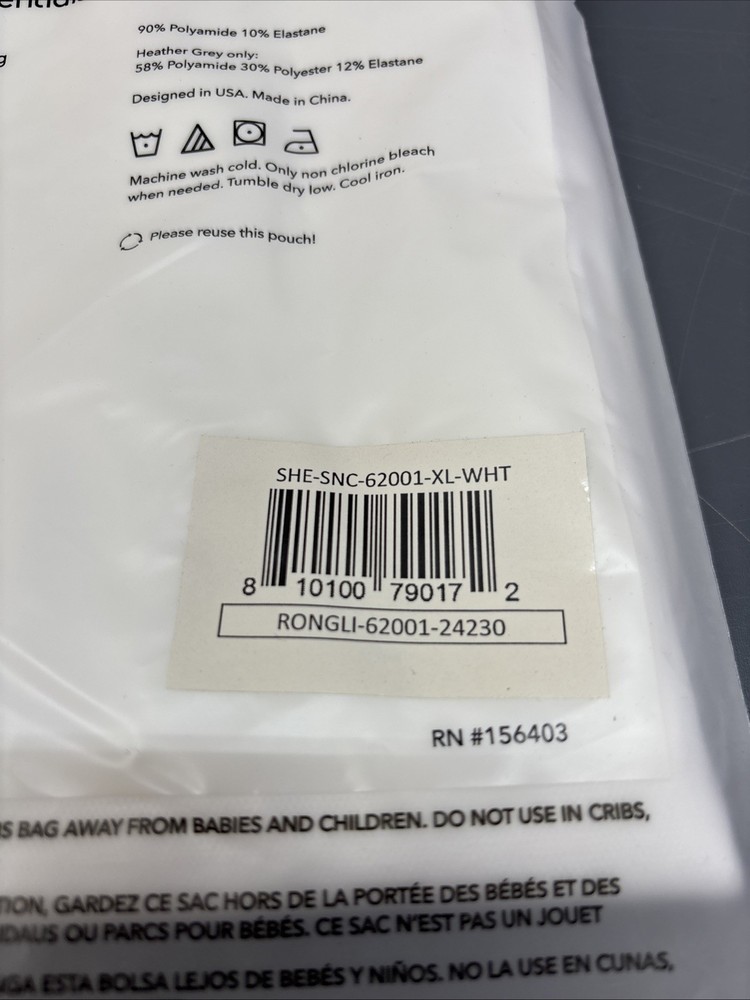 90% Polyamide 10% Elastane
Heather Grey only:
58% Polyamide 30% Polyester 12% Elastane
Designed in USA. Made in China.
Machine wash cold. Only non chlorine bleach
when needed. Tumble dry low. Cool iron.
Please reuse this pouch!
SHE-SNC-62001-XL-WHT
8 10100 79017 2
RONGLI-62001-24230
RN #156403
BAG AWAY FROM BABIES AND CHILDREN. DO NOT USE IN CRIBS,
GARDEZ CE SAC HORS DE LA PORTÉE DES BÉBÉS ET DES
OU PARCS POUR BÉBÉS. CE SAC N'EST PAS UN JOUET
ESTA BOLSA LEJOS DE BEBÉS Y NIÑOS. NO LA USE EN CUNAS,